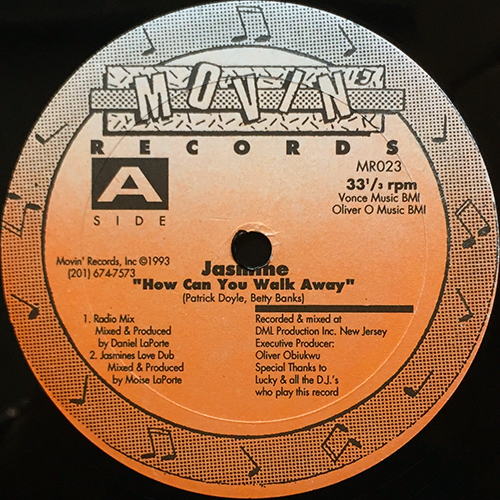 MOVIN'
RECORDS
MR023
A
SIDE
33 1/3 rpm
Vonce Music BMI
Oliver O Music BMI
Movin' Records, Inc ©1993
(201) 674-7573
Jasmine
"How Can You Walk Away"
(Patrick Doyle, Betty Banks)
1. Radio Mix
Mixed & Produced
by Daniel LaPorte
2. Jasmines Love Dub
Mixed & Produced
by Moise LaPorte
Recorded & mixed at
DML Production Inc. New Jersey
Executive Producer:
Oliver Obiukwu
Special Thanks to
Lucky & all the D.J.'s
who play this record